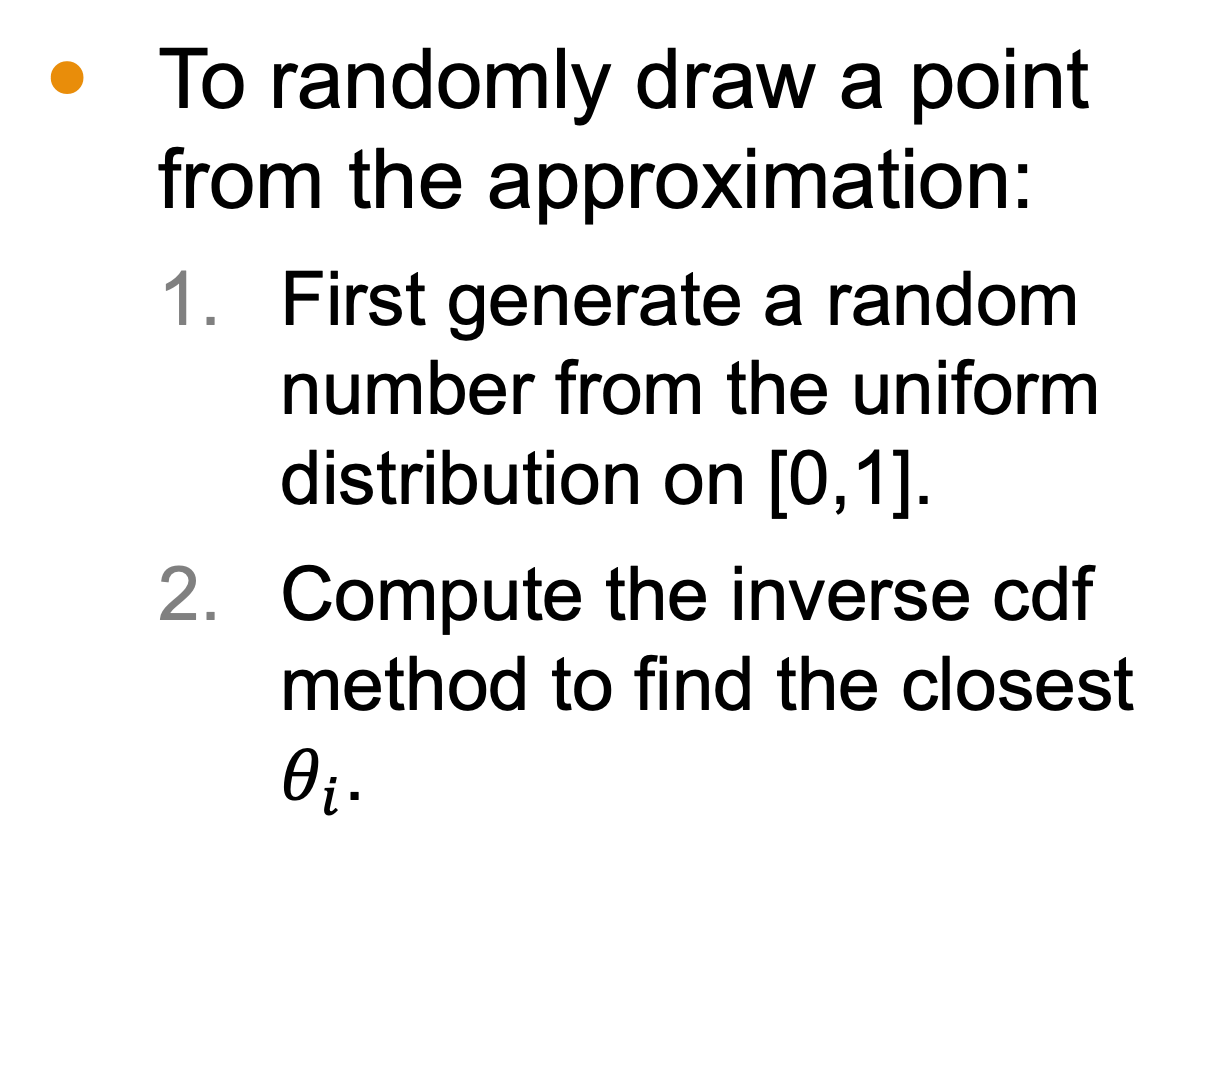 • To randomly draw a point
from the approximation:
1. First generate a random
number from the uniform
distribution on [0,1].
2. Compute the inverse cdf
method to find the closest
θᵢ.